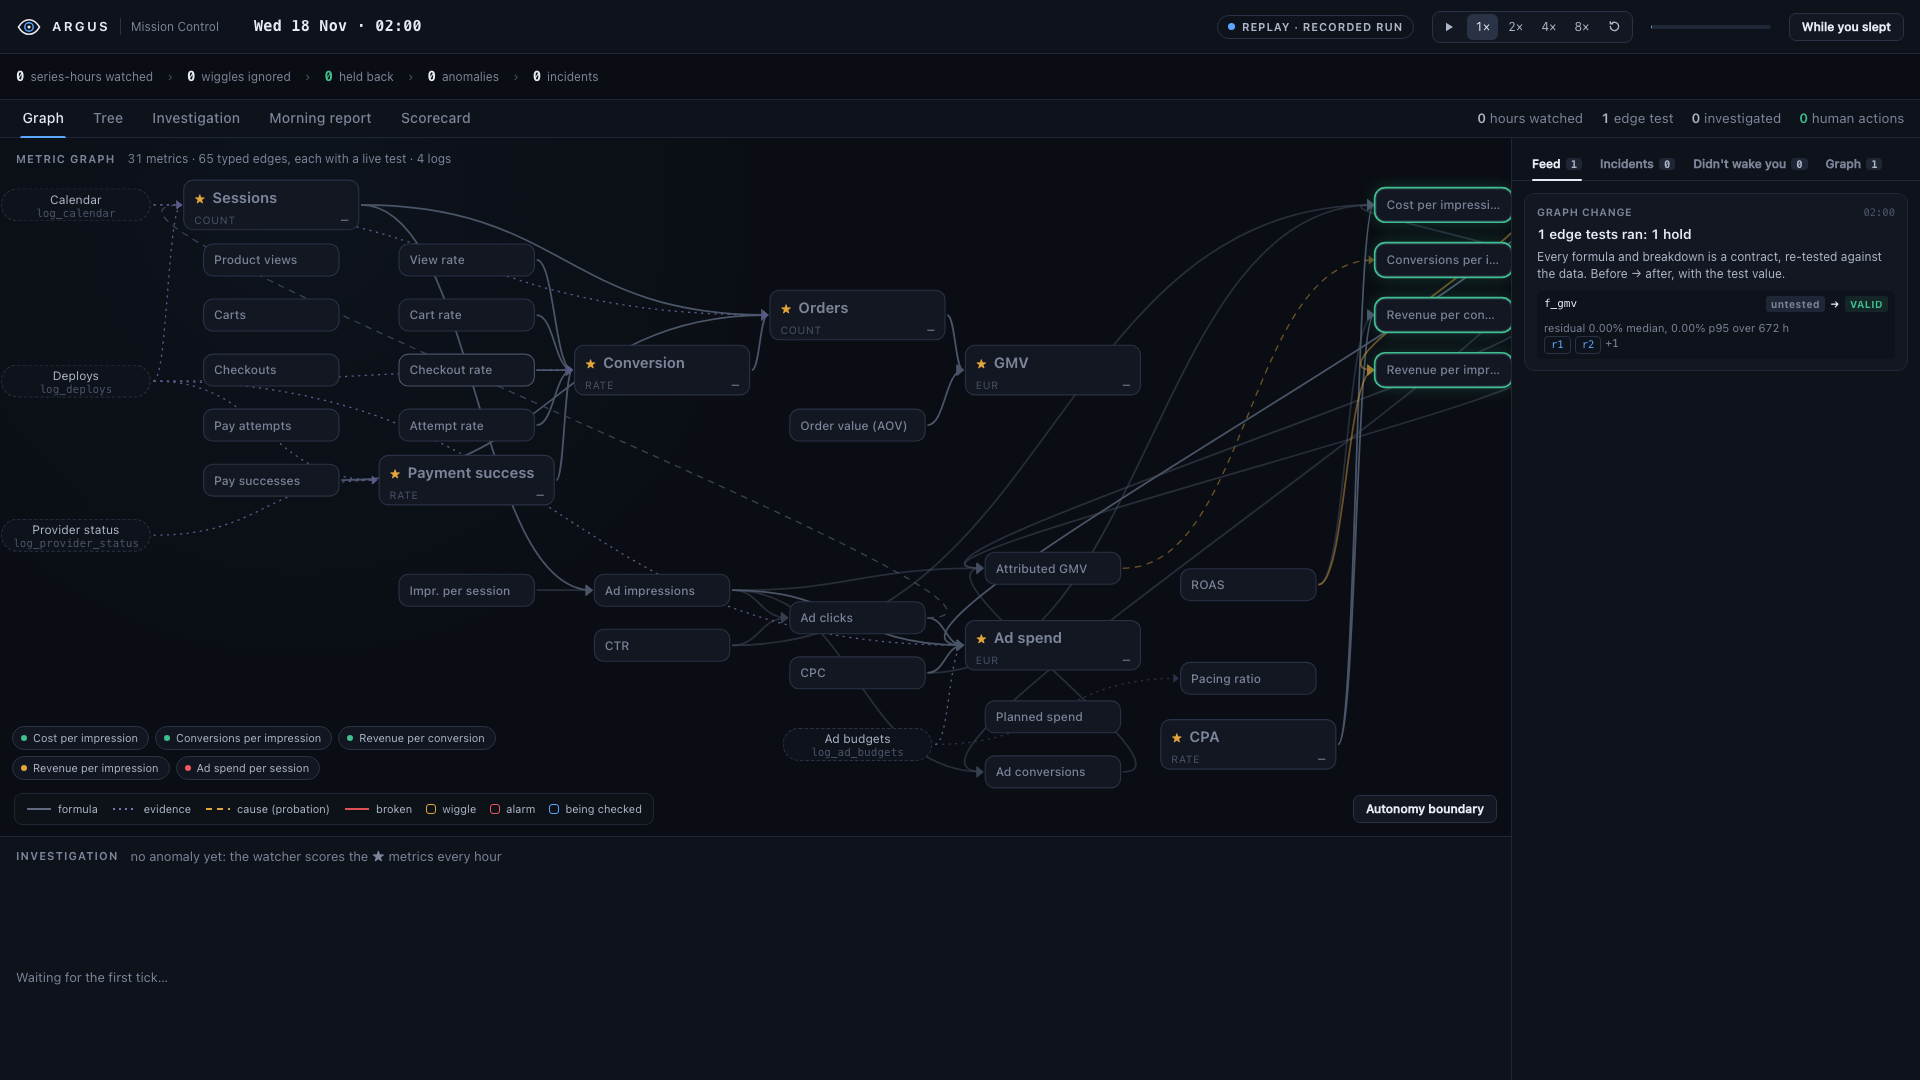 ARGUS Mission Control Wed 18 Nov · 02:00 REPLAY · RECORDED RUN 1× 2× 4× 8× While you slept
0 series-hours watched › 0 wiggles ignored › 0 held back › 0 anomalies › 0 incidents
Graph Tree Investigation Morning report Scorecard 0 hours watched 1 edge test 0 investigated 0 human actions
METRIC GRAPH 31 metrics · 65 typed edges, each with a live test · 4 logs
Calendar
log_calendar
Deploys
log_deploys
Provider status
log_provider_status
Sessions
COUNT –
Product views
Carts
Checkouts
Pay attempts
Pay successes
View rate
Cart rate
Checkout rate
Attempt rate
Payment success
RATE –
Impr. per session
Conversion
RATE –
Ad impressions
CTR
Orders
COUNT –
Order value (AOV)
Ad clicks
CPC
Ad budgets
log_ad_budgets
GMV
EUR –
Attributed GMV
Ad spend
EUR –
Planned spend
Ad conversions
ROAS
Pacing ratio
CPA
RATE –
Cost per impressi...
Conversions per i...
Revenue per con...
Revenue per impr...
Cost per impression Conversions per impression Revenue per conversion
Revenue per impression Ad spend per session
formula evidence cause (probation) broken wiggle alarm being checked
Autonomy boundary
INVESTIGATION no anomaly yet: the watcher scores the ★ metrics every hour
Waiting for the first tick...
Feed 1 Incidents 0 Didn't wake you 0 Graph 1
GRAPH CHANGE 02:00
1 edge tests ran: 1 hold
Every formula and breakdown is a contract, re-tested against
the data. Before → after, with the test value.
f_gmv untested → VALID
residual 0.00% median, 0.00% p95 over 672 h
r1 r2 +1